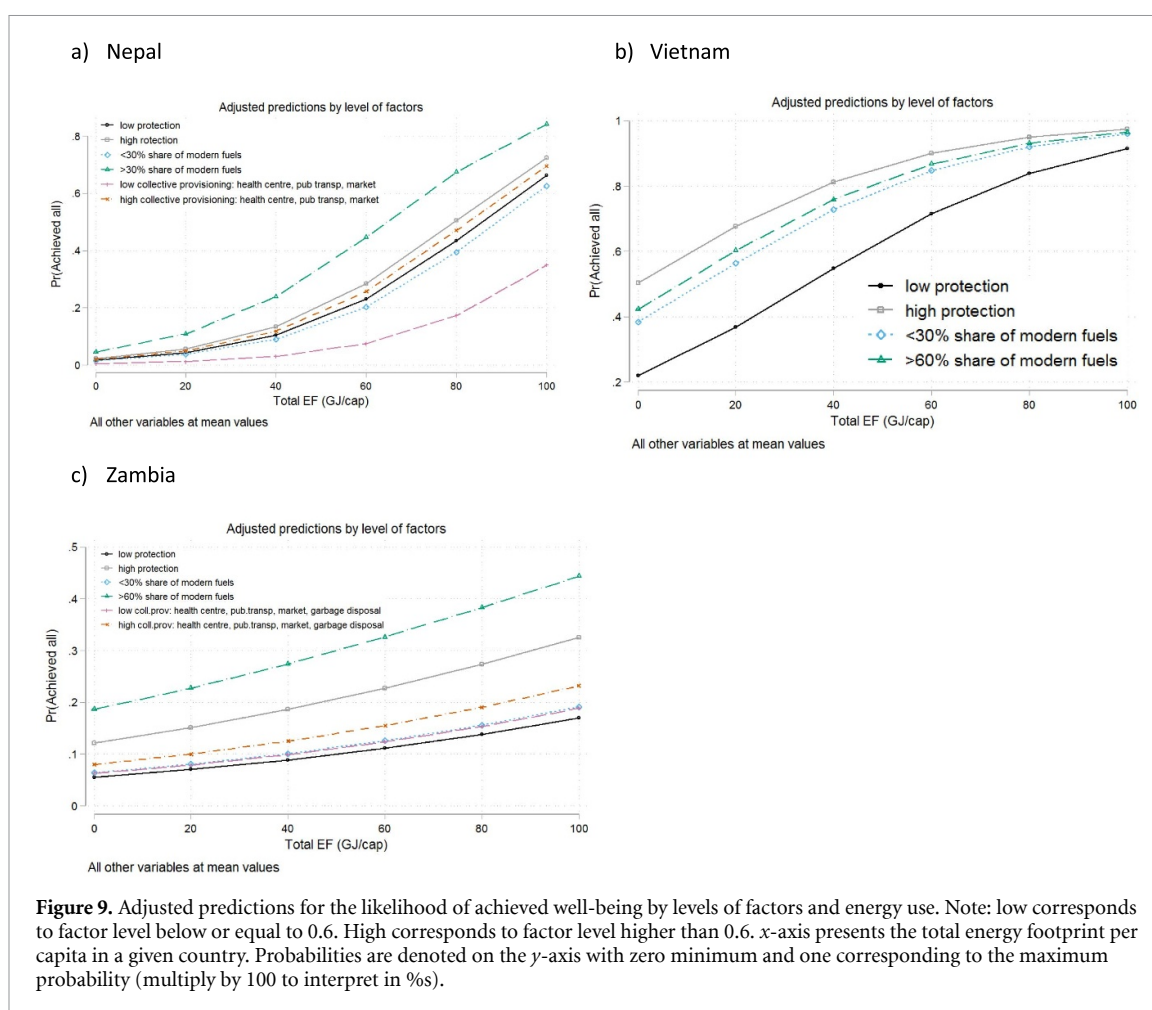 a) Nepal
Adjusted predictions by level of factors
low protection
high rotection
<30% share of modern fuels
>30% share of modern fuels
low collective provisioning: health centre, pub transp, market
high collective provisioning: health centre, pub transp, market
Pr(Achieved all)
.8
.6
.4
.2
0
0 20 40 60 80 100
Total EF (GJ/cap)
All other variables at mean values
b) Vietnam
Adjusted predictions by level of factors
Pr(Achieved all)
1
.8
.6
.4
.2
low protection
high protection
<30% share of modern fuels
>60% share of modern fuels
0 20 40 60 80 100
Total EF (GJ/cap)
All other variables at mean values
c) Zambia
Adjusted predictions by level of factors
low protection
high protection
<30% share of modern fuels
>60% share of modern fuels
low coll.prov: health centre, pub.transp, market, garbage disposal
high coll.prov: health centre, pub.transp, market, garbage disposal
Pr(Achieved all)
.5
.4
.3
.2
.1
0
0 20 40 60 80 100
Total EF (GJ/cap)
All other variables at mean values
Figure 9. Adjusted predictions for the likelihood of achieved well-being by levels of factors and energy use. Note: low corresponds
to factor level below or equal to 0.6. High corresponds to factor level higher than 0.6. x-axis presents the total energy footprint per
capita in a given country. Probabilities are denoted on the y-axis with zero minimum and one corresponding to the maximum
probability (multiply by 100 to interpret in %s).